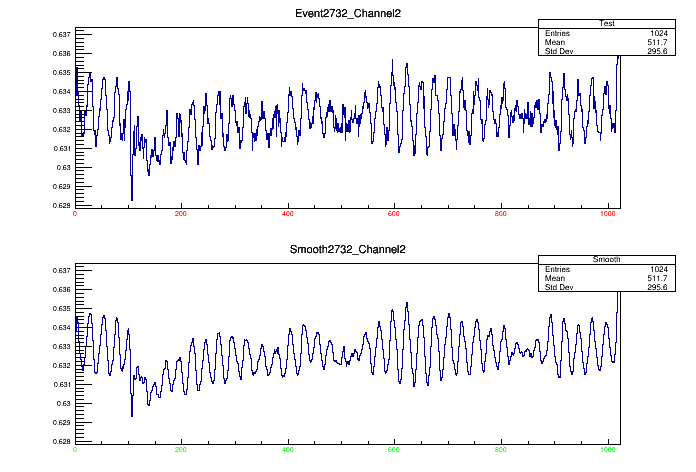 Event2732_Channel2
Test
Entries 1024
Mean 511.7
Std Dev 295.6
0.637
0.636
0.635
0.634
0.633
0.632
0.631
0.63
0.629
0.628
0 200 400 600 800 1000
Smooth2732_Channel2
Smooth
Entries 1024
Mean 511.7
Std Dev 295.6
0.637
0.636
0.635
0.634
0.633
0.632
0.631
0.63
0.629
0.628
0 200 400 600 800 1000